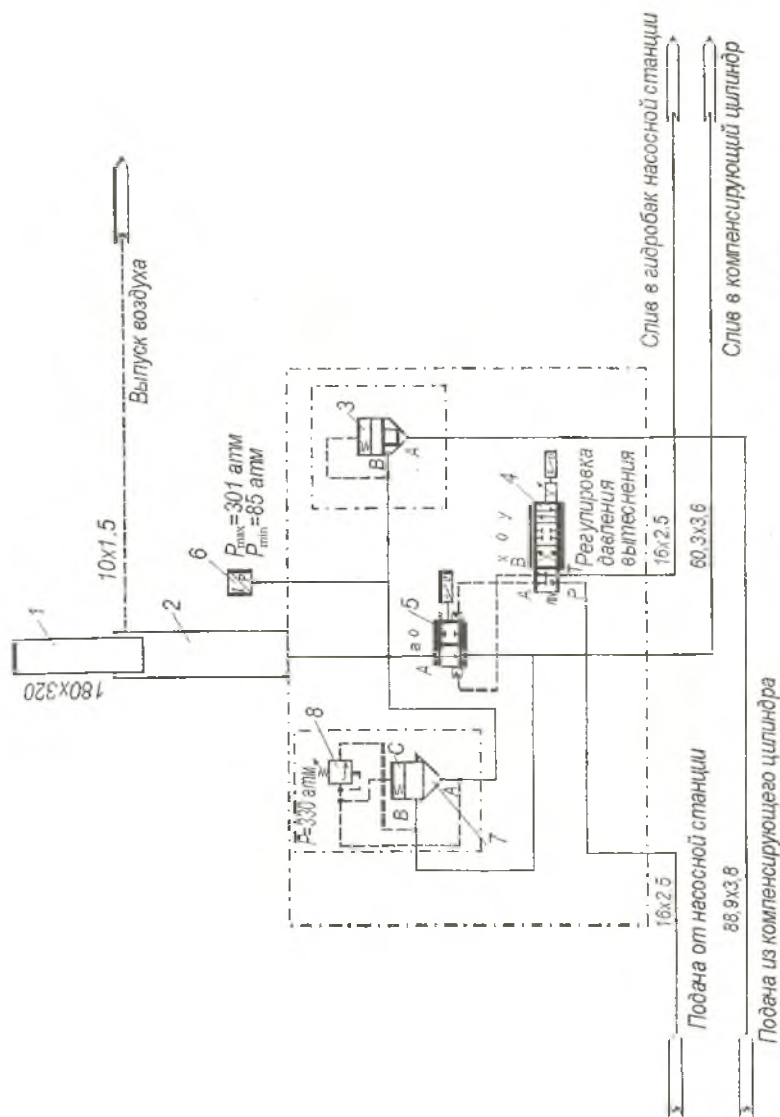 1
180x320
2
10x1,5
Выпуск воздуха
6
Pmax=301 атм
Pmin=85 атм
3
B
A
8
P=330 атм
C
B
A
7
5
a o
A
4
x o y
A B
P T
Регулировка
давления
вытеснения
16x2,5
Слив в гидробак насосной станции
60,3x3,6
Слив в компенсирующий цилиндр
16x2,5
Подача от насосной станции
88,9x3,8
Подача из компенсирующего цилиндра